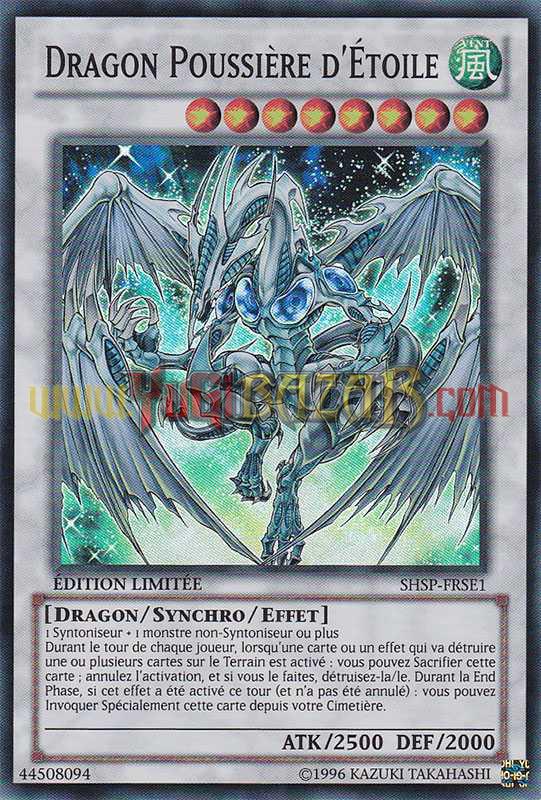 DRAGON POUSSIÈRE D'ÉTOILE
VENT
風
www.YUGIBAZAR.com
ÉDITION LIMITÉE
SHSP-FRSE1
[DRAGON/SYNCHRO/EFFET]
1 Syntoniseur + 1 monstre non-Syntoniseur ou plus
Durant le tour de chaque joueur, lorsqu'une carte ou un effet qui va détruire
une ou plusieurs cartes sur le Terrain est activé : vous pouvez Sacrifier cette
carte ; annulez l'activation, et si vous le faites, détruisez-la/le. Durant la End
Phase, si cet effet a été activé ce tour (et n'a pas été annulé) : vous pouvez
Invoquer Spécialement cette carte depuis votre Cimetière.
ATK/2500 DEF/2000
44508094
©1996 KAZUKI TAKAHASHI